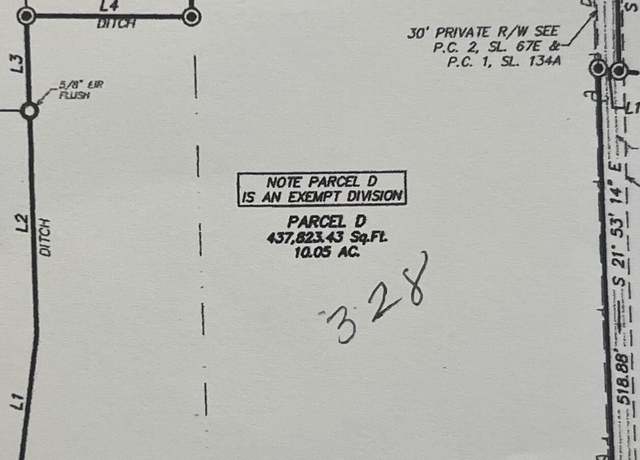 L4
DITCH
30' PRIVATE R/W SEE
P.C. 2, SL. 67E &
P.C. 1, SL. 134A
L3
5/8" EIR
FLUSH
L1
NOTE PARCEL D
IS AN EXEMPT DIVISION
PARCEL D
437,823.43 Sq.Ft.
10.05 AC.
L2
DITCH
328
S 21° 53' 14" E
518.88'
L1
S